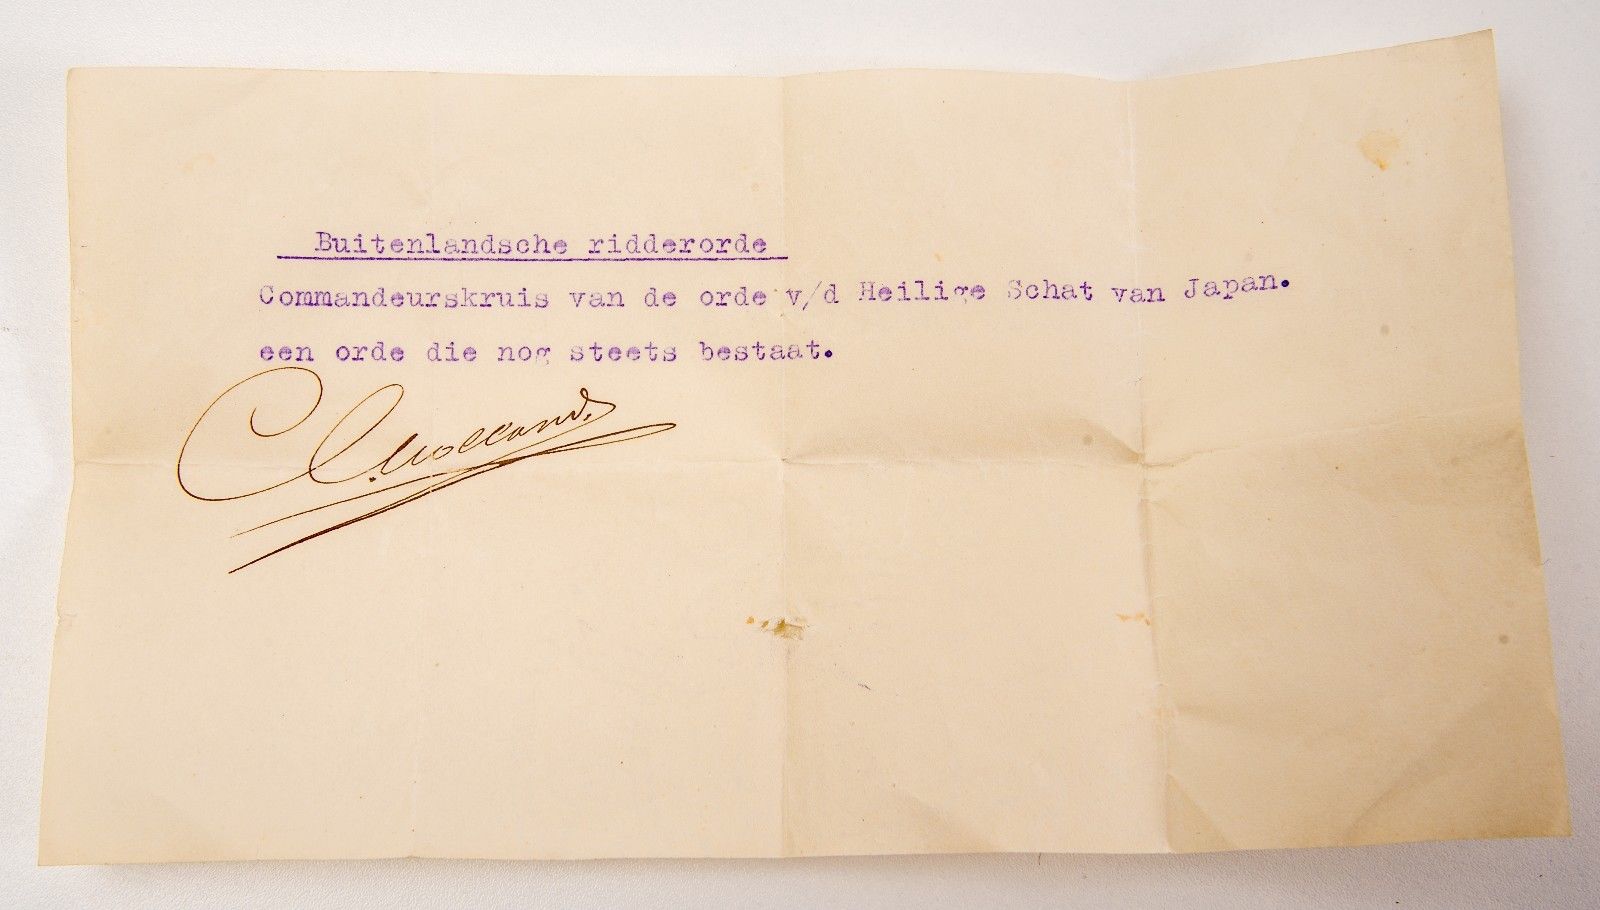 Buitenlandsche ridderorde
Commandeurskruis van de orde v/d Heilige Schat van Japan.
een orde die nog steets bestaat.